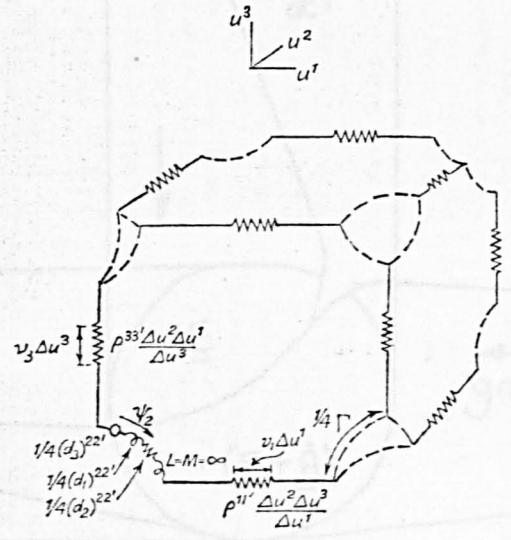 u³
u²
u¹
ν₃Δu³
ρ³³′ Δu²Δu¹
Δu³
ψ₂
1/4 Γ
1/4(d₃)²²′
1/4(d₁)²²′
1/4(d₂)²²′
L=M=∞
ν₁Δu¹
ρ¹¹′ Δu²Δu³
Δu¹